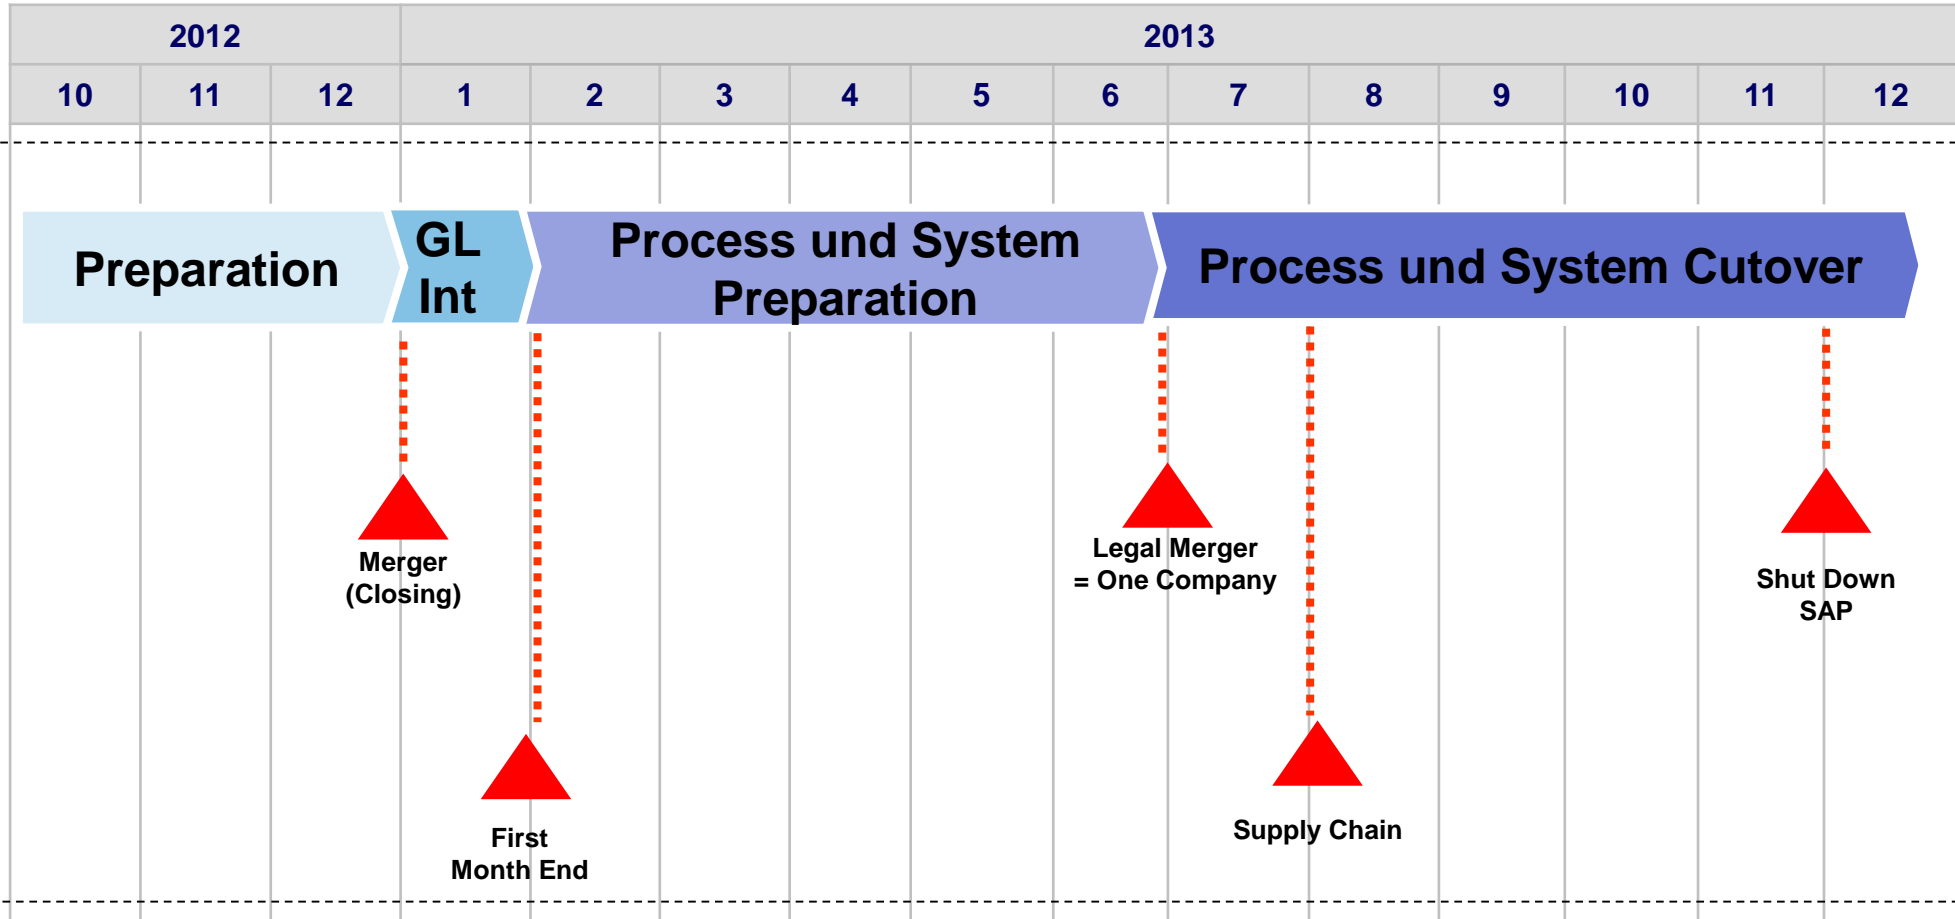 2012 2013
10 11 12 1 2 3 4 5 6 7 8 9 10 11 12
Preparation
GL
Int
Process und System
Preparation
Process und System Cutover
Merger
(Closing)
Legal Merger
= One Company
Shut Down
SAP
First
Month End
Supply Chain